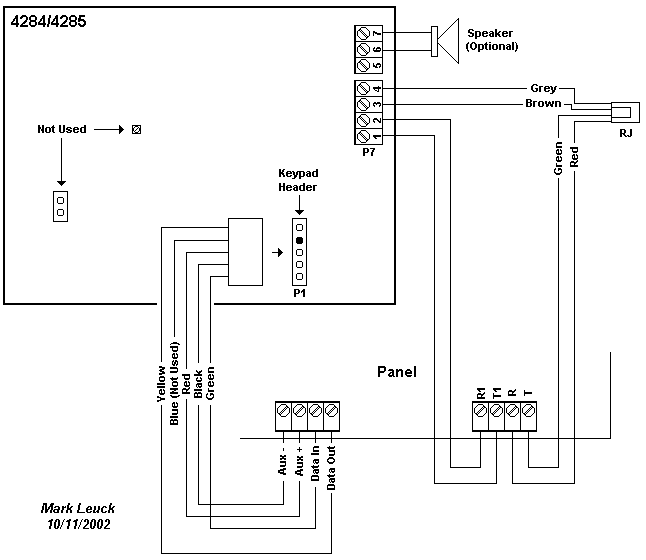 4284/4285
7
6
5
4
3
2
1
P7
Speaker
(Optional)
Grey
Brown
RJ
Green
Red
Not Used
Keypad
Header
P1
Yellow
Blue (Not Used)
Red
Black
Green
Panel
R1
T1
R
T
Aux -
Aux +
Data In
Data Out
Mark Leuck
10/11/2002